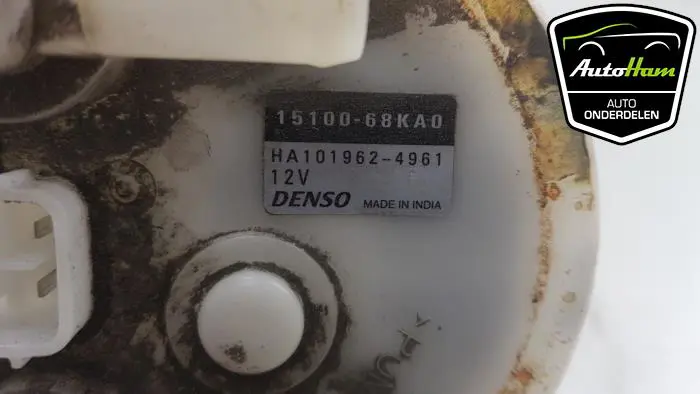 AutoHam
AUTO
ONDERDELEN
15100-68KA0
HA101962-4961
12V
DENSO MADE IN INDIA